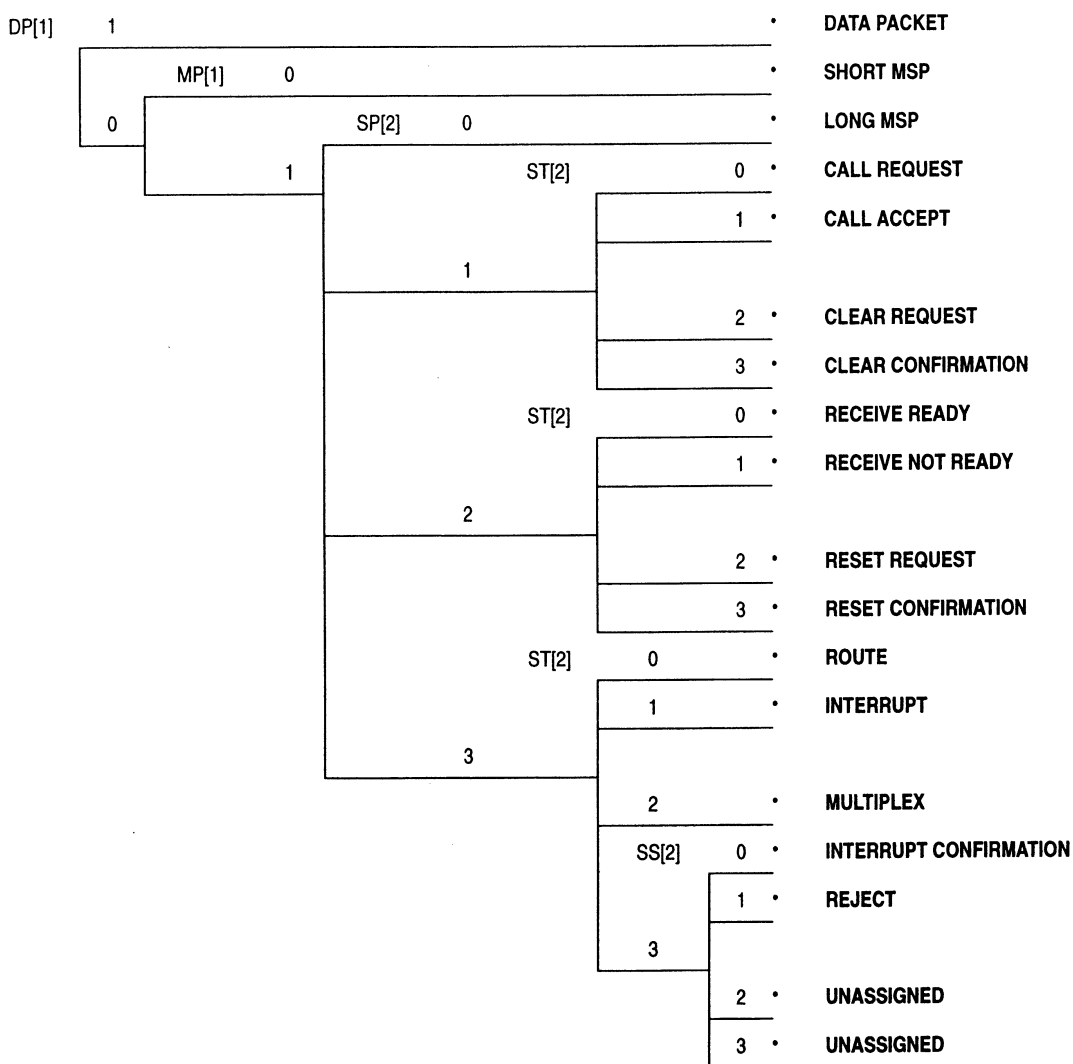 DP[1] 1 • DATA PACKET
MP[1] 0 • SHORT MSP
0 SP[2] 0 • LONG MSP
1 ST[2] 0 • CALL REQUEST
1 • CALL ACCEPT
1
2 • CLEAR REQUEST
3 • CLEAR CONFIRMATION
ST[2] 0 • RECEIVE READY
1 • RECEIVE NOT READY
2
2 • RESET REQUEST
3 • RESET CONFIRMATION
ST[2] 0 • ROUTE
1 • INTERRUPT
3
2 • MULTIPLEX
SS[2] 0 • INTERRUPT CONFIRMATION
1 • REJECT
3
2 • UNASSIGNED
3 • UNASSIGNED